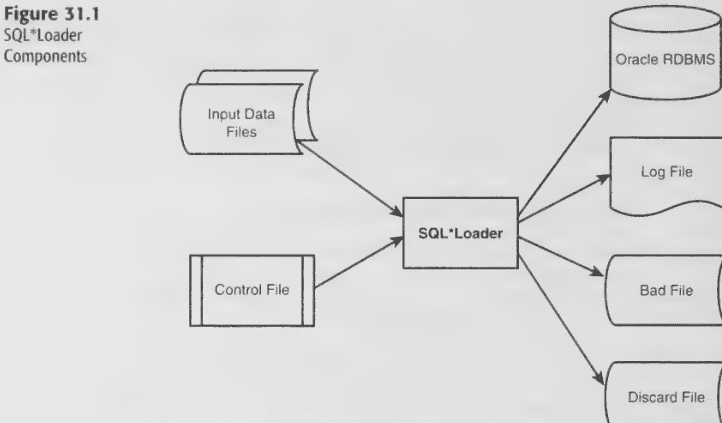 Figure 31.1
SQL*Loader
Components
Input Data
Files
Control File
SQL*Loader
Oracle RDBMS
Log File
Bad File
Discard File